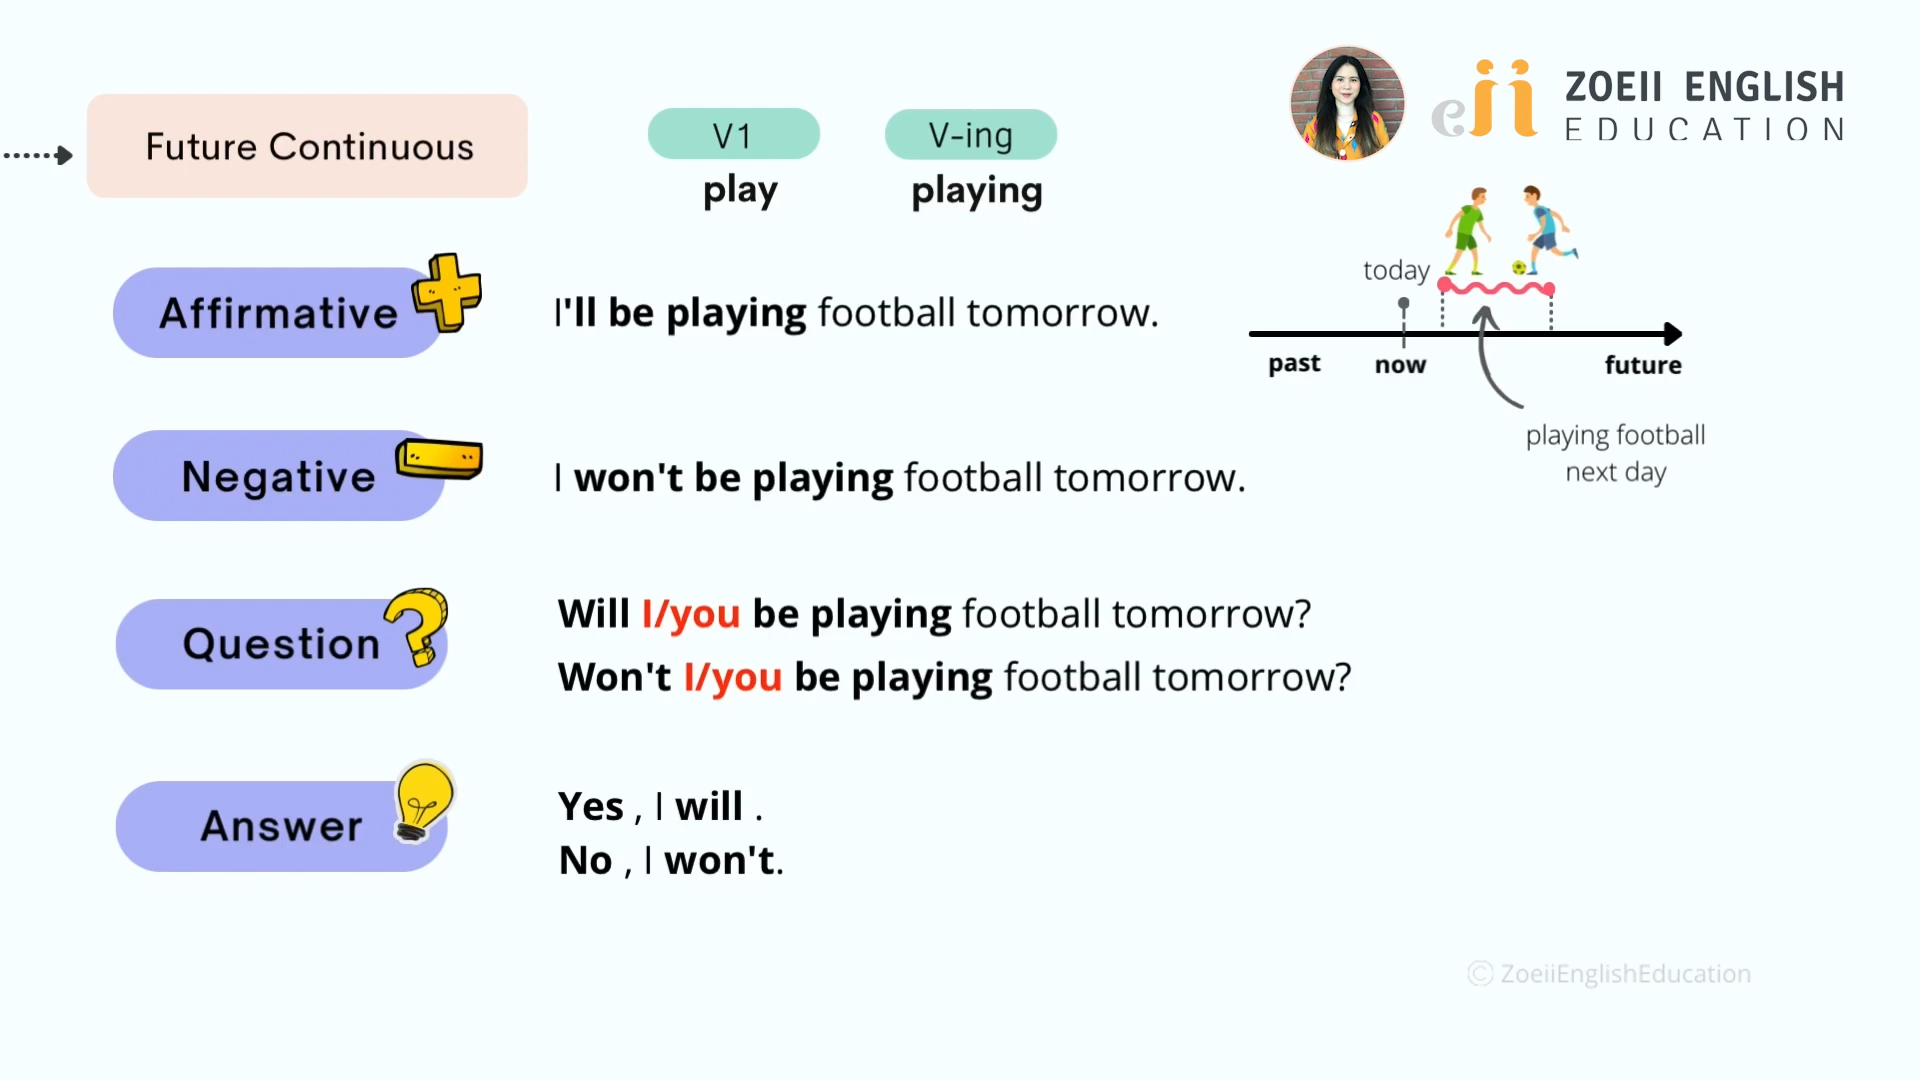 Future Continuous
V1
V-ing
play
playing
eii
ZOEII ENGLISH
EDUCATION
Affirmative
I'll be playing football tomorrow.
today
past
now
future
playing football
next day
Negative
I won't be playing football tomorrow.
Question
Will I/you be playing football tomorrow?
Won't I/you be playing football tomorrow?
Answer
Yes , I will .
No , I won't.
© ZoeiiEnglishEducation